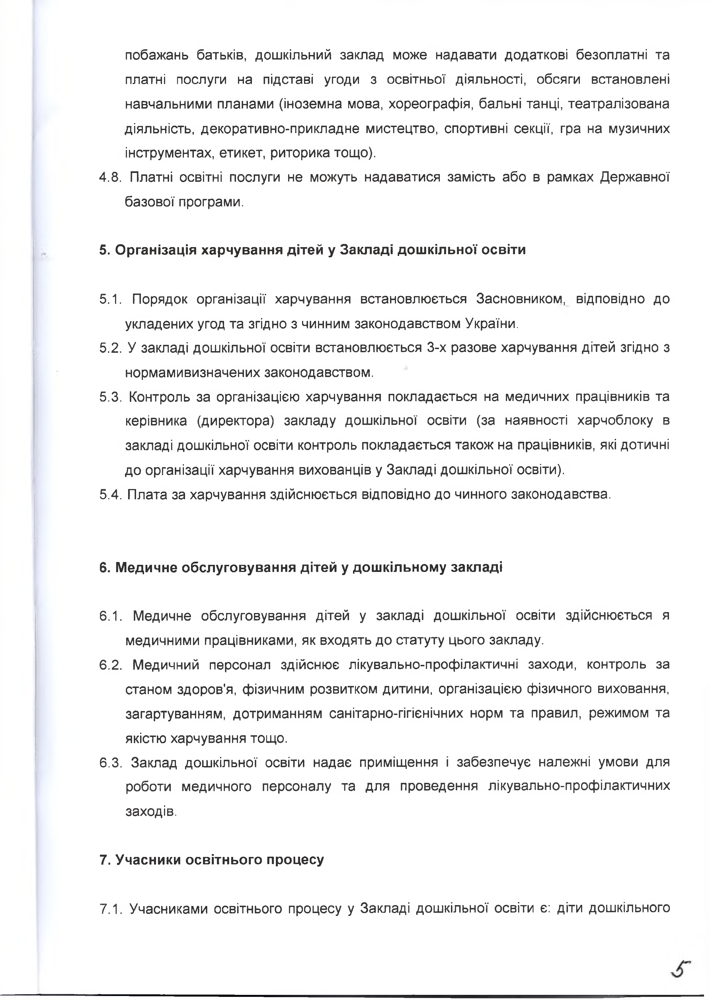 побажань батьків, дошкільний заклад може надавати додаткові безоплатні та
платні послуги на підставі угоди з освітньої діяльності, обсяги встановлені
навчальними планами (іноземна мова, хореографія, бальні танці, театралізована
діяльність, декоративно-прикладне мистецтво, спортивні секції, гра на музичних
інструментах, етикет, риторика тощо).
4.8. Платні освітні послуги не можуть надаватися замість або в рамках Державної
базової програми.
5. Організація харчування дітей у Закладі дошкільної освіти
5.1. Порядок організації харчування встановлюється Засновником, відповідно до
укладених угод та згідно з чинним законодавством України.
5.2. У закладі дошкільної освіти встановлюється 3-х разове харчування дітей згідно з
нормамивизначених законодавством.
5.3. Контроль за організацією харчування покладається на медичних працівників та
керівника (директора) закладу дошкільної освіти (за наявності харчоблоку в
закладі дошкільної освіти контроль покладається також на працівників, які дотичні
до організації харчування вихованців у Закладі дошкільної освіти).
5.4. Плата за харчування здійснюється відповідно до чинного законодавства.
6. Медичне обслуговування дітей у дошкільному закладі
6.1. Медичне обслуговування дітей у закладі дошкільної освіти здійснюється я
медичними працівниками, як входять до статуту цього закладу.
6.2. Медичний персонал здійснює лікувально-профілактичні заходи, контроль за
станом здоров'я, фізичним розвитком дитини, організацією фізичного виховання,
загартуванням, дотриманням санітарно-гігієнічних норм та правил, режимом та
якістю харчування тощо.
6.3. Заклад дошкільної освіти надає приміщення і забезпечує належні умови для
роботи медичного персоналу та для проведення лікувально-профілактичних
заходів.
7. Учасники освітнього процесу
7.1. Учасниками освітнього процесу у Закладі дошкільної освіти є: діти дошкільного
5